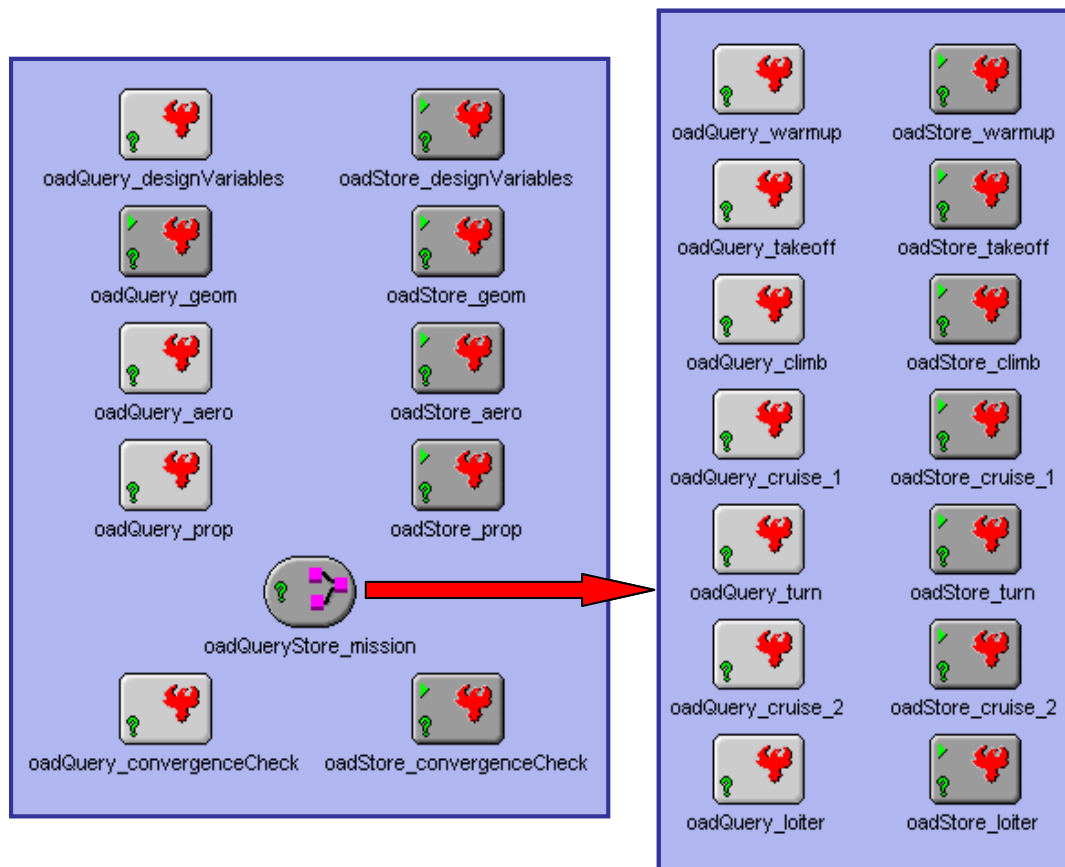 oadQuery_designVariables oadStore_designVariables
oadQuery_geom oadStore_geom
oadQuery_aero oadStore_aero
oadQuery_prop oadStore_prop
oadQueryStore_mission
oadQuery_convergenceCheck oadStore_convergenceCheck
oadQuery_warmup oadStore_warmup
oadQuery_takeoff oadStore_takeoff
oadQuery_climb oadStore_climb
oadQuery_cruise_1 oadStore_cruise_1
oadQuery_turn oadStore_turn
oadQuery_cruise_2 oadStore_cruise_2
oadQuery_loiter oadStore_loiter